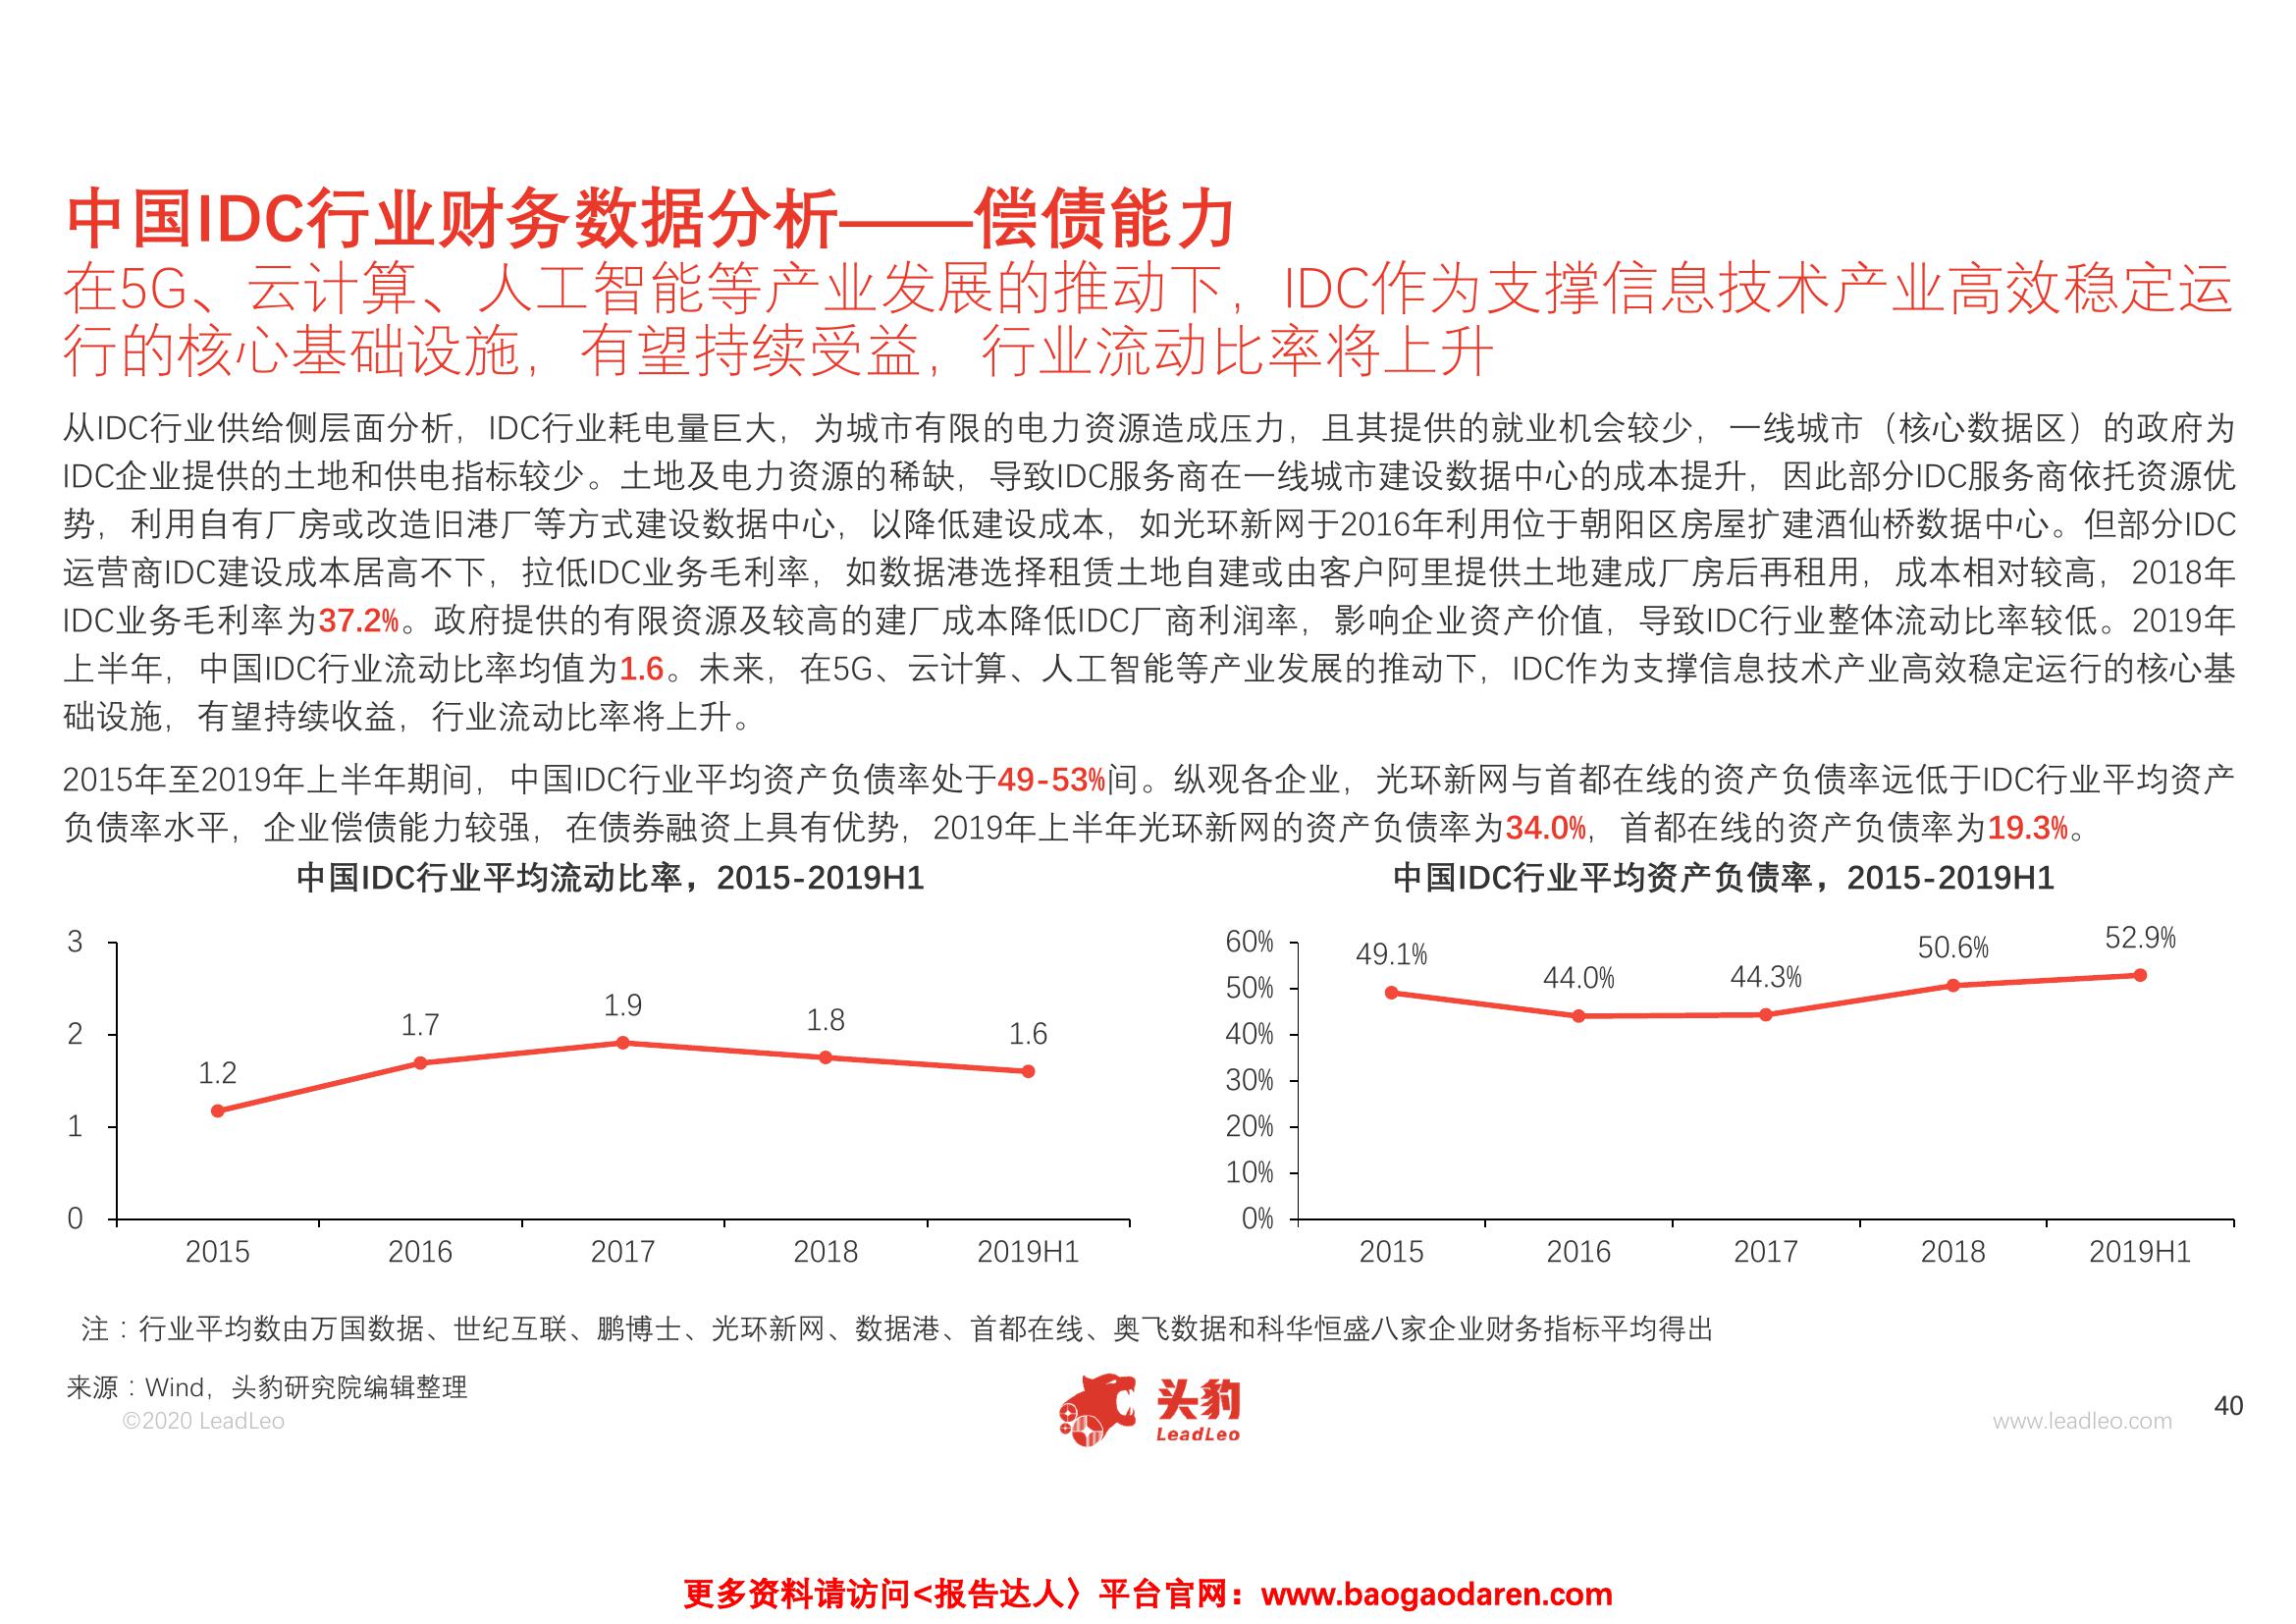 中国IDC行业财务数据分析——偿债能力
在5G、云计算、人工智能等产业发展的推动下，IDC作为支撑信息技术产业高效稳定运
行的核心基础设施，有望持续受益，行业流动比率将上升
从IDC行业供给侧层面分析，IDC行业耗电量巨大，为城市有限的电力资源造成压力，且其提供的就业机会较少，一线城市（核心数据区）的政府为
IDC企业提供的土地和供电指标较少。土地及电力资源的稀缺，导致IDC服务商在一线城市建设数据中心的成本提升，因此部分IDC服务商依托资源优
势，利用自有厂房或改造旧港厂等方式建设数据中心，以降低建设成本，如光环新网于2016年利用位于朝阳区房屋扩建酒仙桥数据中心。但部分IDC
运营商IDC建设成本居高不下，拉低IDC业务毛利率，如数据港选择租赁土地自建或由客户阿里提供土地建成厂房后再租用，成本相对较高，2018年
IDC业务毛利率为37.2%。政府提供的有限资源及较高的建厂成本降低IDC厂商利润率，影响企业资产价值，导致IDC行业整体流动比率较低。2019年
上半年，中国IDC行业流动比率均值为1.6。未来，在5G、云计算、人工智能等产业发展的推动下，IDC作为支撑信息技术产业高效稳定运行的核心基
础设施，有望持续收益，行业流动比率将上升。
2015年至2019年上半年期间，中国IDC行业平均资产负债率处于49-53%间。纵观各企业，光环新网与首都在线的资产负债率远低于IDC行业平均资产
负债率水平，企业偿债能力较强，在债券融资上具有优势，2019年上半年光环新网的资产负债率为34.0%，首都在线的资产负债率为19.3%。
中国IDC行业平均流动比率，2015-2019H1
3
2
1
0
1.2
1.7
1.9
1.8
1.6
2015
2016
2017
2018
2019H1
中国IDC行业平均资产负债率，2015-2019H1
60%
50%
40%
30%
20%
10%
0%
49.1%
44.0%
44.3%
50.6%
52.9%
2015
2016
2017
2018
2019H1
注：行业平均数由万国数据、世纪互联、鹏博士、光环新网、数据港、首都在线、奥飞数据和科华恒盛八家企业财务指标平均得出
来源：Wind，头豹研究院编辑整理
©2020 LeadLeo
头豹
LeadLeo
www.leadleo.com
40
更多资料请访问<报告达人〉平台官网：www.baogaodaren.com